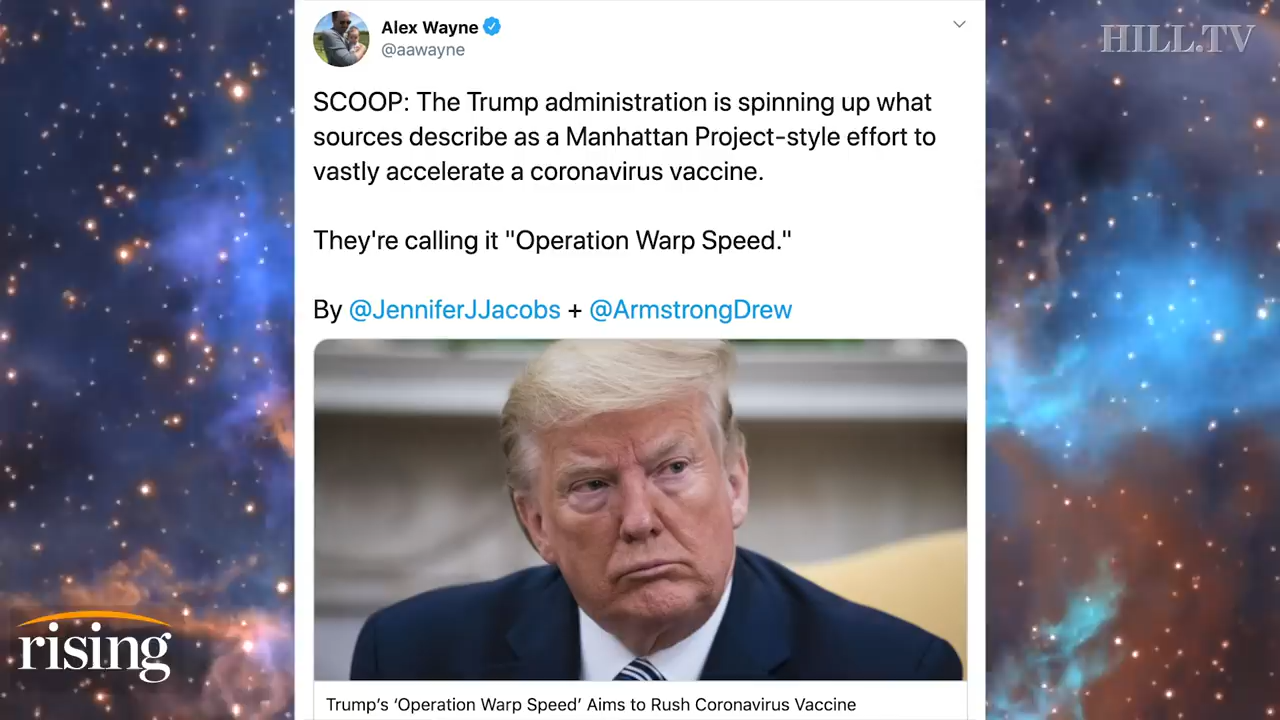 Alex Wayne
@aawayne
HILL.TV
SCOOP: The Trump administration is spinning up what
sources describe as a Manhattan Project-style effort to
vastly accelerate a coronavirus vaccine.
They're calling it "Operation Warp Speed."
By @JenniferJJacobs + @ArmstrongDrew
rising
Trump's ‘Operation Warp Speed’ Aims to Rush Coronavirus Vaccine